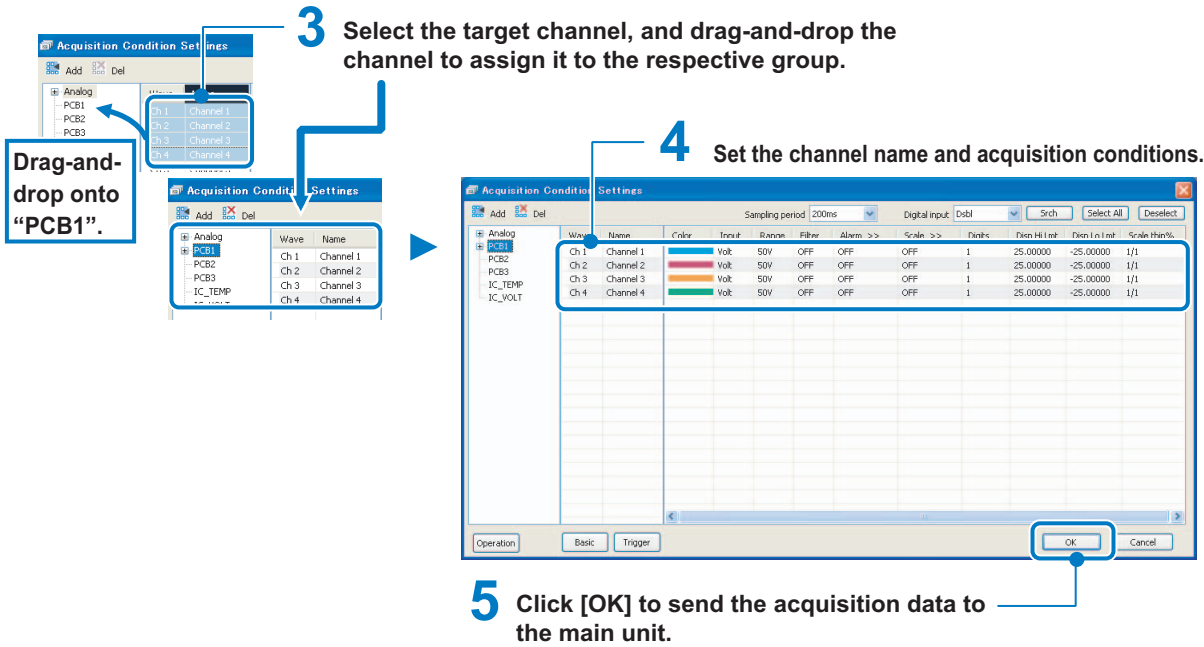 3 Select the target channel, and drag-and-drop the
channel to assign it to the respective group.
Acquisition Condition Settings
Add Del
Analog
PCB1
PCB2
PCB3
Ch 1 Channel 1
Ch 2 Channel 2
Ch 3 Channel 3
Ch 4 Channel 4
Drag-and-
drop onto
“PCB1”.
Acquisition Condition Settings
Add Del
Analog
PCB1
PCB2
PCB3
IC_TEMP
IC_VOLT
Wave Name
Ch 1 Channel 1
Ch 2 Channel 2
Ch 3 Channel 3
Ch 4 Channel 4
4 Set the channel name and acquisition conditions.
Acquisition Condition Settings
Add Del Sampling period 200ms Digital input Dsbl Srch Select All Deselect
Analog
PCB1
PCB2
PCB3
IC_TEMP
IC_VOLT
Wave Name Color Input Range Filter Alarm >> Scale >> Digits Disp Hi Lmt Disp Lo Lmt
Ch 1 Channel 1 Volt 50V OFF OFF OFF 1 25.00000 -25.00000 1/1
Ch 2 Channel 2 Volt 50V OFF OFF OFF 1 25.00000 -25.00000 1/1
Ch 3 Channel 3 Volt 50V OFF OFF OFF 1 25.00000 -25.00000 1/1
Ch 4 Channel 4 Volt 50V OFF OFF OFF 1 25.00000 -25.00000 1/1
Operation Basic Trigger OK Cancel
5 Click [OK] to send the acquisition data to
the main unit.